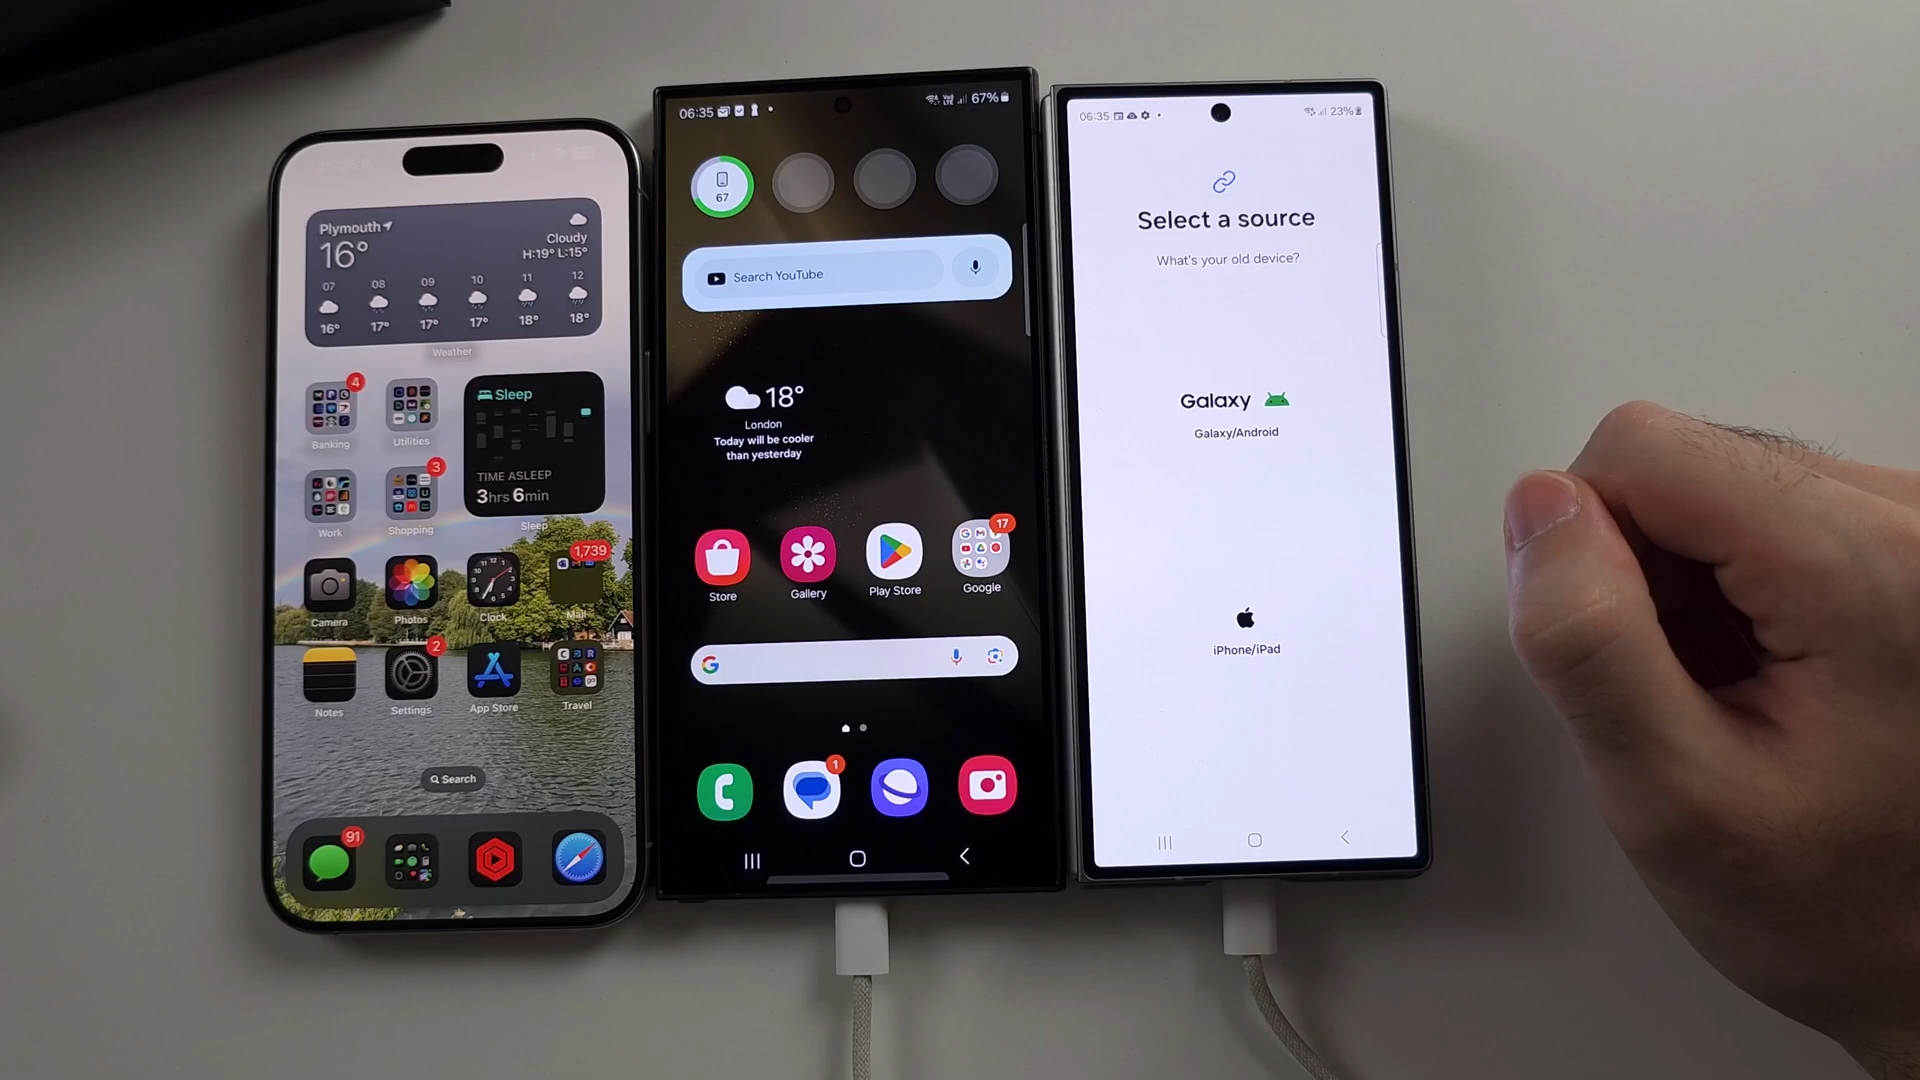 Plymouth
16°
Cloudy
H:19° L:15°
07 08 09 10 11 12
16° 17° 17° 17° 18° 18°
Weather
4
Banking
Utilities
Sleep
TIME ASLEEP
3hrs 6min
Sleep
Work
3
Shopping
Camera
Photos
Clock
1,739
Mail
Notes
2
Settings
App Store
Travel
Search
91
06:35
67%
67
Search YouTube
18°
London
Today will be cooler
than yesterday
Store
Gallery
Play Store
17
Google
1
06:35
23%
Select a source
What's your old device?
Galaxy
Galaxy/Android
iPhone/iPad